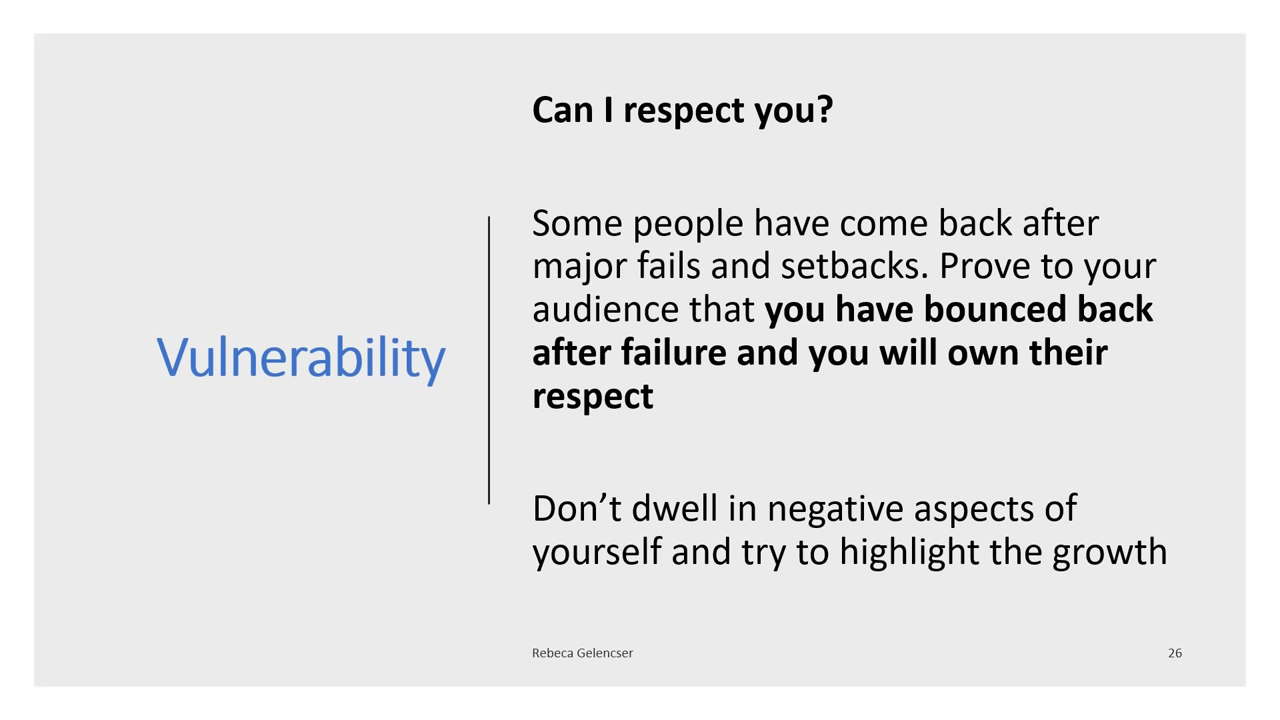 Can I respect you?
Some people have come back after
major fails and setbacks. Prove to your
audience that you have bounced back
after failure and you will own their
respect
Vulnerability
Don’t dwell in negative aspects of
yourself and try to highlight the growth
Rebeca Gelencser
26